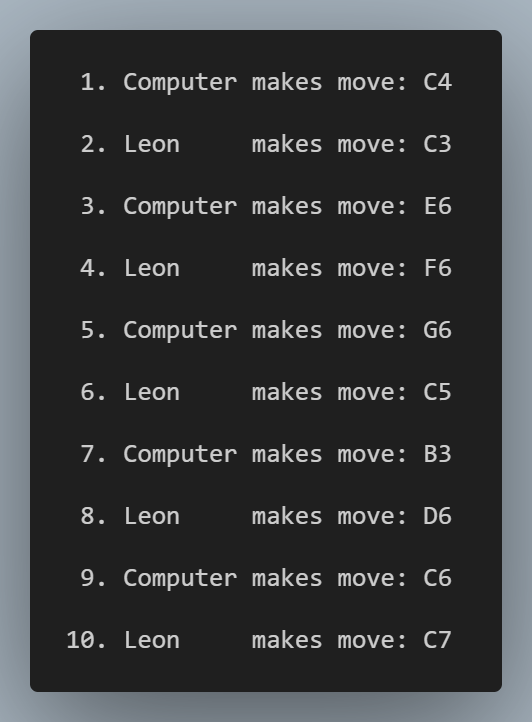 1. Computer makes move: C4
2. Leon     makes move: C3
3. Computer makes move: E6
4. Leon     makes move: F6
5. Computer makes move: G6
6. Leon     makes move: C5
7. Computer makes move: B3
8. Leon     makes move: D6
9. Computer makes move: C6
10. Leon     makes move: C7